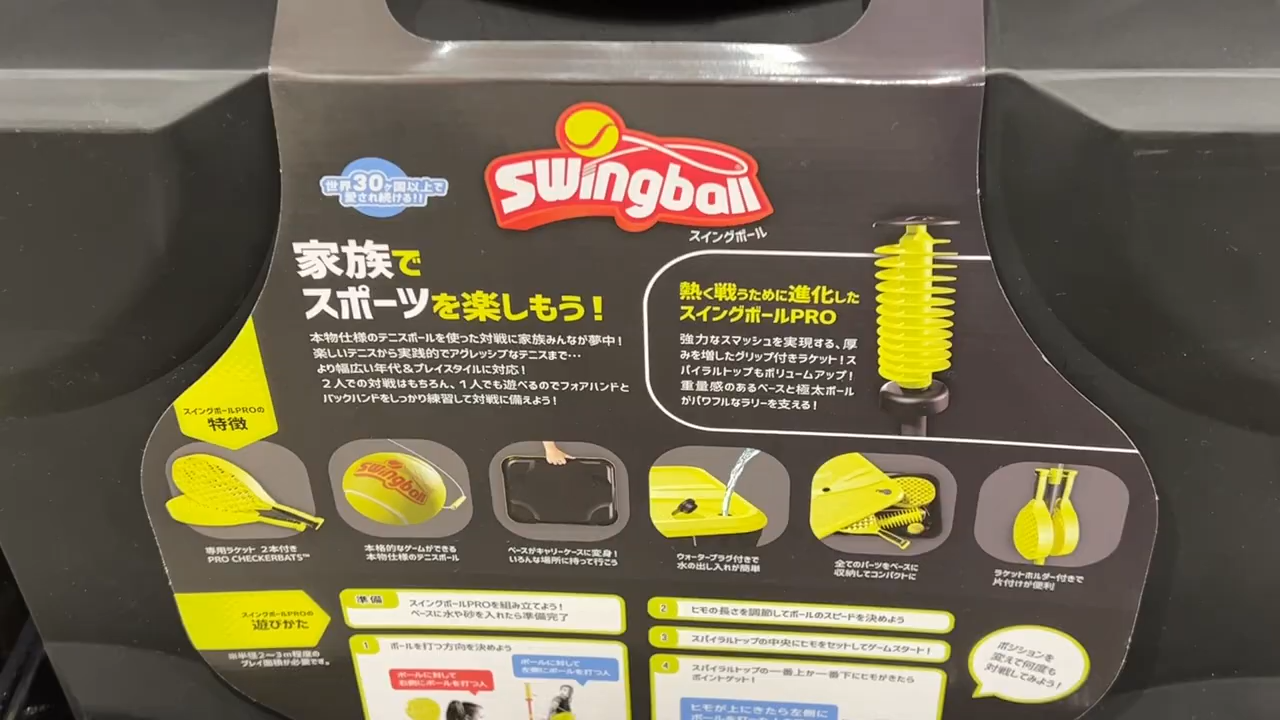 世界30ヶ国以上で
愛され続ける!!
Swingball
スイングボール
家族で
スポーツを楽しもう！
本物仕様のテニスボールを使った対戦に家族みんなが夢中！
楽しいテニスから実践的でアグレッシブなテニスまで…
より幅広い年代&プレイスタイルに対応！
2人での対戦はもちろん、1人でも遊べるのでフォアハンドと
バックハンドをしっかり練習して対戦に備えよう！
熱く戦うために進化した
スイングボールPRO
強力なスマッシュを実現する、厚
みを増したグリップ付きラケット！ス
パイラルトップもボリュームアップ！
重量感のあるベースと極太ポール
がパワフルなラリーを支える！
スイングボールPROの
特徴
専用ラケット 2本付き
PRO CHECKERBATS™
swingball
本格的なゲームができる
本物仕様のテニスボール
ベースがキャリーケースに変身！
いろんな場所に持って行こう
ウォータープラグ付きで
水の出し入れが簡単
全てのパーツをベースに
収納してコンパクトに
ラケットホルダー付きで
片付けが便利
スイングボールPROの
遊びかた
※半径2〜3m程度の
プレイ面積が必要です。
準備
スイングボールPROを組み立てよう！
ベースに水や砂を入れたら準備完了
1 ボールを打つ方向を決めよう
ボールに対して
右側にボールを打つ人
ボールに対して
左側にボールを打つ人
2 ヒモの長さを調節してボールのスピードを決めよう
3 スパイラルトップの中央にヒモをセットしてゲームスタート！
4 スパイラルトップの一番上か一番下にヒモがきたら
ポイントゲット！
ヒモが上にきたら左側に
ポジションを
変えて何度も
対戦してみよう！